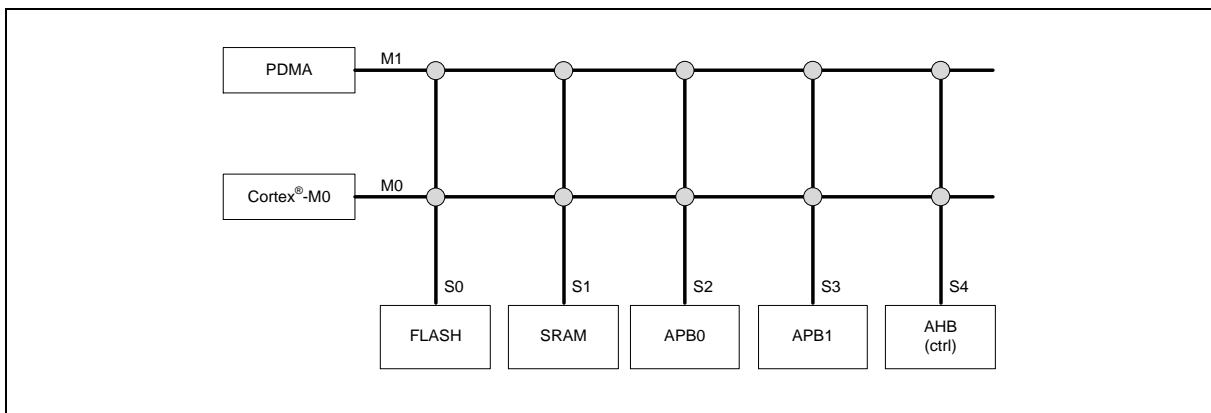 PDMA
M1
Cortex®-M0
M0
S0
S1
S2
S3
S4
FLASH
SRAM
APB0
APB1
AHB
(ctrl)